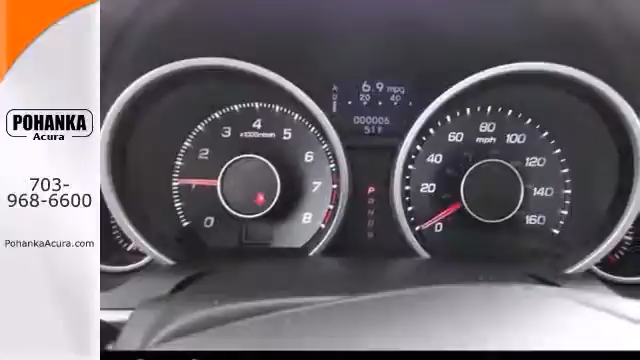 POHANKA
Acura
703-
968-6600
PohankaAcura.com
6.9 mpg
20 40
000006
0 1 2 3 4 5 6 7 8
x1000r/min
P
0 20 40 60 80 100 120 140 160
mph